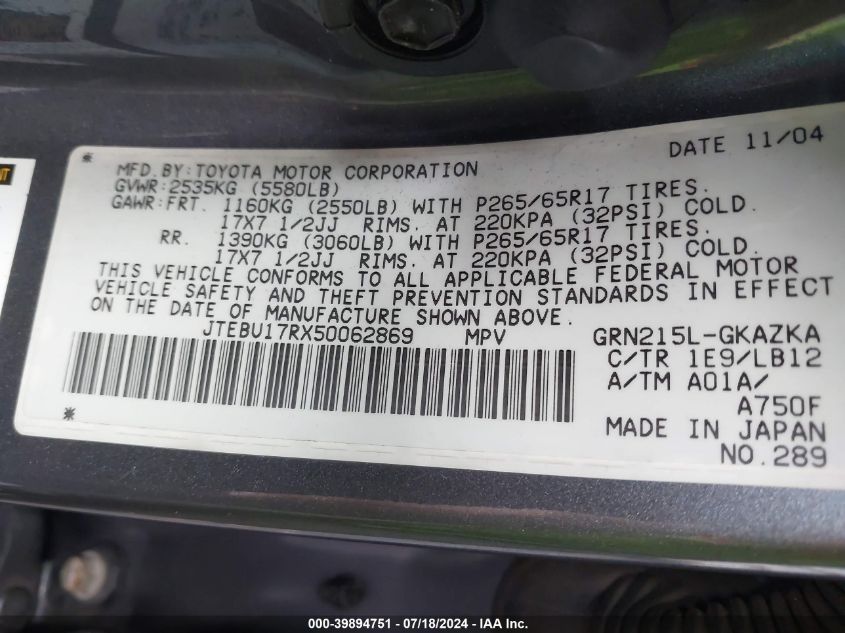 NT
DATE 11/04
MFD.BY:TOYOTA MOTOR CORPORATION
GVWR:2535KG (5580LB)
GAWR:FRT. 1160KG (2550LB) WITH P265/65R17 TIRES.
17X7 1/2JJ RIMS. AT 220KPA (32PSI) COLD.
RR. 1390KG (3060LB) WITH P265/65R17 TIRES.
17X7 1/2JJ RIMS. AT 220KPA (32PSI) COLD.
THIS VEHICLE CONFORMS TO ALL APPLICABLE FEDERAL MOTOR
VEHICLE SAFETY AND THEFT PREVENTION STANDARDS IN EFFECT
ON THE DATE OF MANUFACTURE SHOWN ABOVE.
JTEBU17RX50062869 MPV GRN215L-GKAZKA
C/TR 1E9/LB12
A/TM A01A/
A750F
MADE IN JAPAN
NO.289
000-39894751 / 07/18/2024 - IAA Inc.